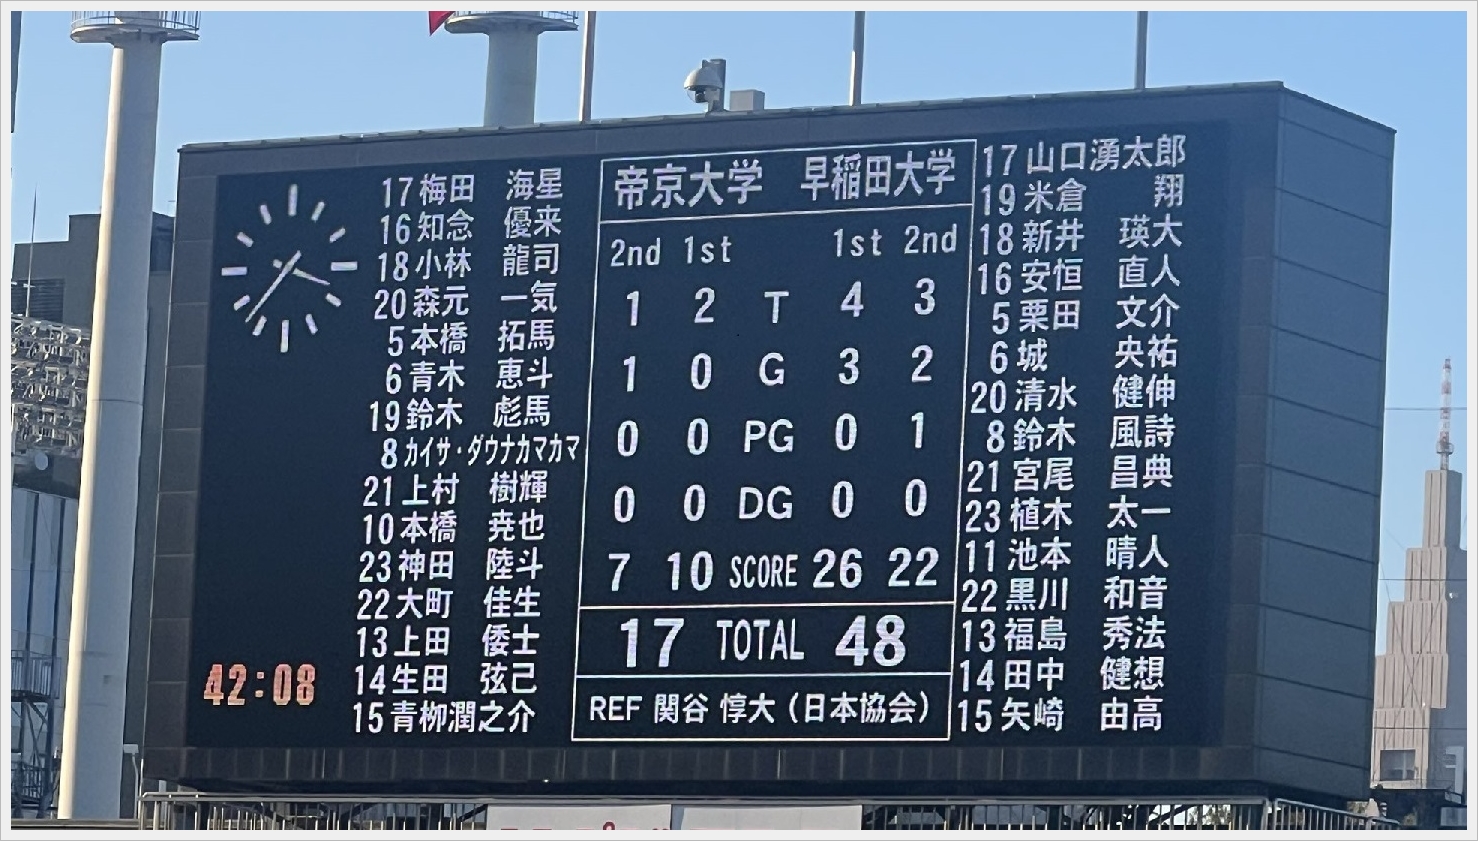 17 梅田 海星
16 知念 優来
18 小林 龍司
20 森元 一気
5 本橋 拓馬
6 青木 恵斗
19 鈴木 彪馬
8 カイサ・ダウナカマカマ
21 上村 樹輝
10 本橋 尭也
23 神田 陸斗
22 大町 佳生
13 上田 倭士
14 生田 弦己
15 青栁潤之介
42:08
帝京大学 早稲田大学
2nd 1st 1st 2nd
1 2 T 4 3
1 0 G 3 2
0 0 PG 0 1
0 0 DG 0 0
7 10 SCORE 26 22
17 TOTAL 48
REF 関谷 惇大（日本協会）
17 山口湧太郎
19 米倉 翔
18 新井 瑛大
16 安恒 直人
5 栗田 文介
6 城 央祐
20 清水 健伸
8 鈴木 風詩
21 宮尾 昌典
23 植木 太一
11 池本 晴人
22 黒川 和音
13 福島 秀法
14 田中 健想
15 矢崎 由高